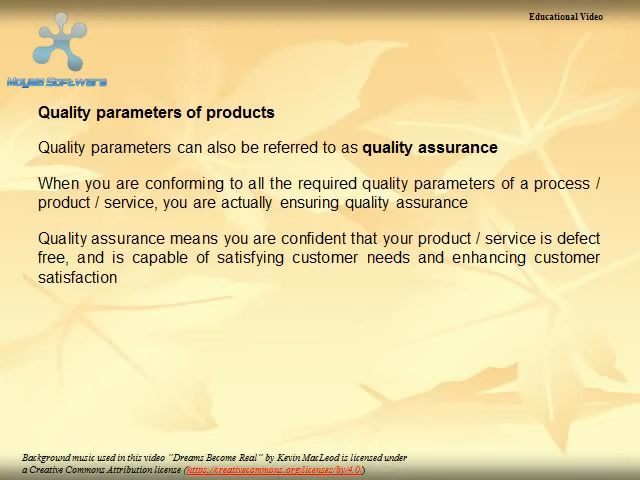 Educational Video
Moyea Software
Quality parameters of products
Quality parameters can also be referred to as quality assurance
When you are conforming to all the required quality parameters of a process /
product / service, you are actually ensuring quality assurance
Quality assurance means you are confident that your product / service is defect
free, and is capable of satisfying customer needs and enhancing customer
satisfaction
Background music used in this video "Dreams Become Real" by Kevin MacLeod is licensed under
a Creative Commons Attribution license (https://creativecommons.org/licenses/by/4.0/)